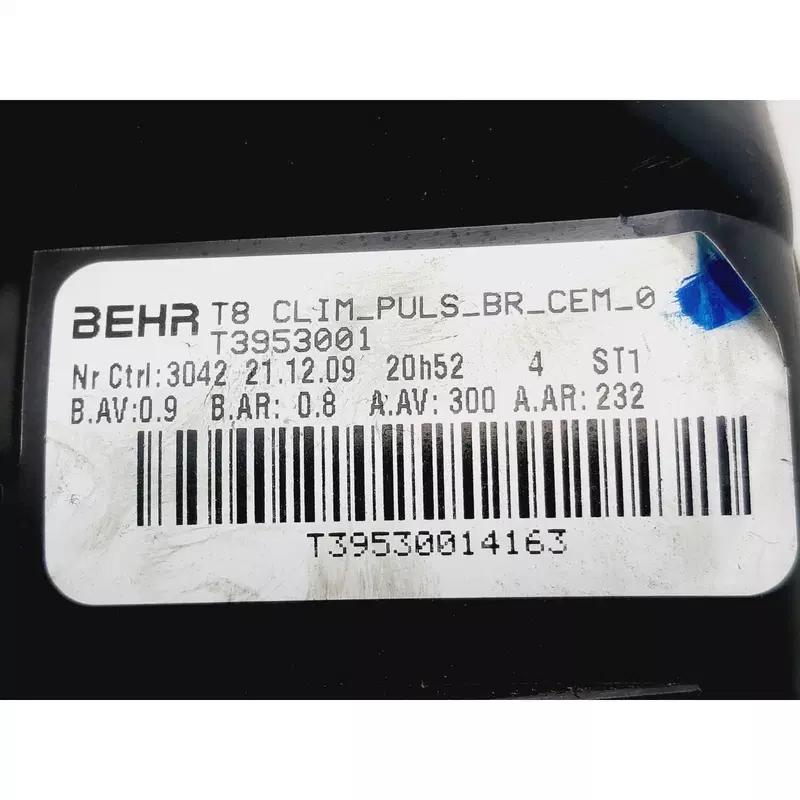 BEHR T8 CLIM_PULS_BR_CEM_0
T3953001
Nr Ctrl:3042 21.12.09 20h52 4 ST1
B.AV:0.9 B.AR: 0.8 A.AV: 300 A.AR: 232
T39530014163